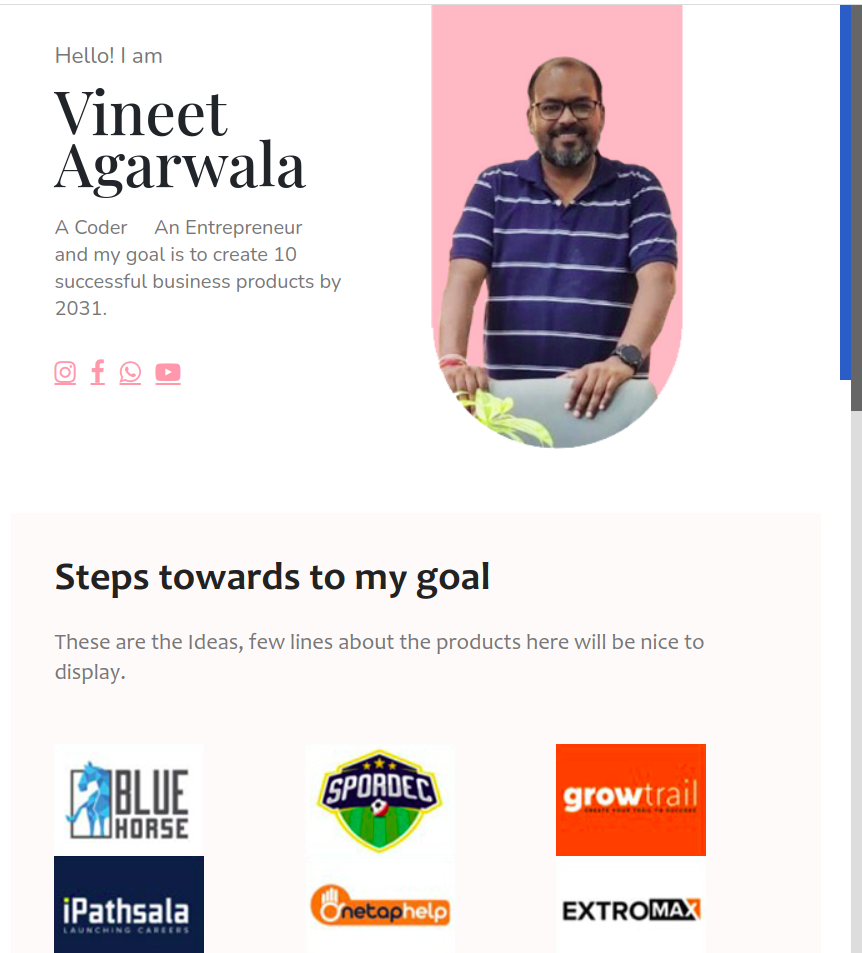 Hello! I am
Vineet
Agarwala
A Coder An Entrepreneur
and my goal is to create 10
successful business products by
2031.
Steps towards to my goal
These are the Ideas, few lines about the products here will be nice to
display.
BLUE
HORSE
SPORDEC
growtrail
CREATE YOUR TRAIL TO SUCCESS
iPathsala
LAUNCHING CAREERS
Onetaphelp
EXTROMAX